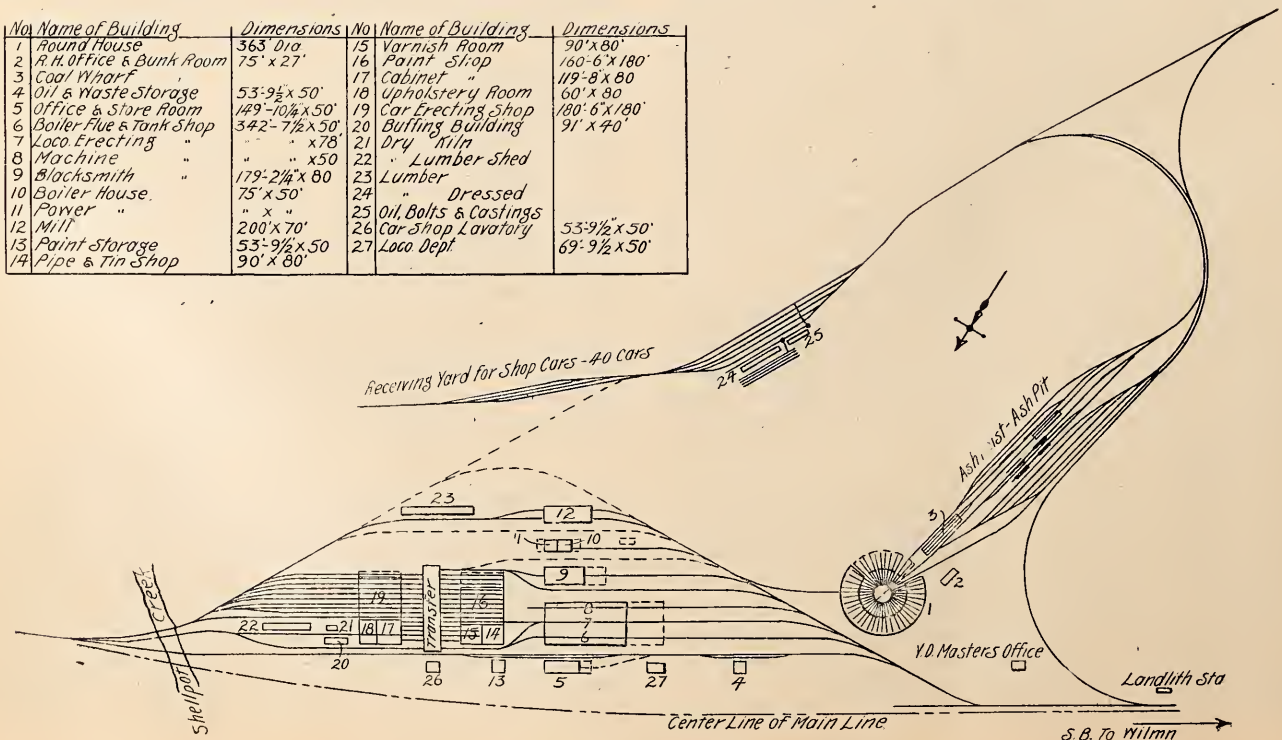 No. Name of Building Dimensions No Name of Building Dimensions
1 Round House 363' Dia. 15 Varnish Room 90' x 80'
2 R.H. Office & Bunk Room 75' x 27' 16 Paint Shop 160'-6" x 180'
3 Coal Wharf 17 Cabinet " 119'-8" x 80
4 Oil & Waste Storage 53'-9½" x 50' 18 Upholstery Room 60' x 80
5 Office & Store Room 149'-10¼" x 50' 19 Car Erecting Shop 180'-6" x 180'
6 Boiler Flue & Tank Shop 342'-7½" x 50' 20 Buffing Building 91' x 40'
7 Loco. Erecting " " " x78' 21 Dry Kiln
8 Machine " " x50 22 " Lumber Shed
9 Blacksmith " 179'-2¼" x 80 23 Lumber
10 Boiler House. 75' x 50' 24 " Dressed
11 Power " " x " 25 Oil, Bolts & Castings
12 Mill 200' x 70' 26 Car Shop Lavatory 53'-9½" x 50'
13 Paint Storage 53'-9½" x 50 27 Loco. Dept. 69'-9½ x 50'
14 Pipe & Tin Shop 90' x 80'
Receiving Yard for Shop Cars - 40 Cars
25
24
Ash Pit
3
23
12
11 10
9
2
1
19
Transfer
16
8
7
6
22 21 18 17 15 14
20
26 13 5 27 4
Shellpot Creek
Y.D. Masters Office
Landlith Sta
Center Line of Main Line.
S.B. To Wilmn